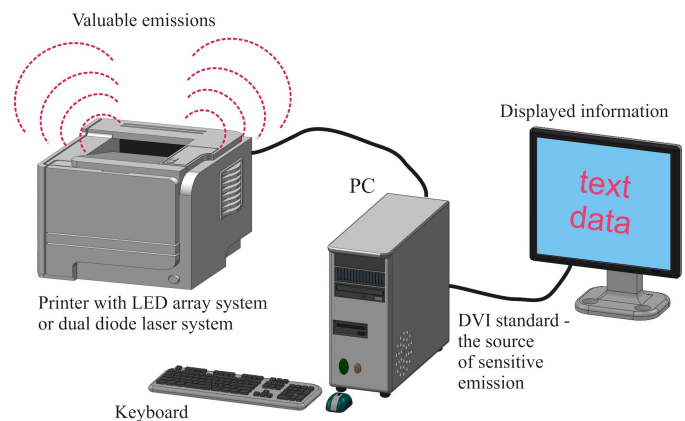 Valuable emissions
Displayed information
PC
text
data
Printer with LED array system
or dual diode laser system
DVI standard -
the source
of sensitive
emission
Keyboard